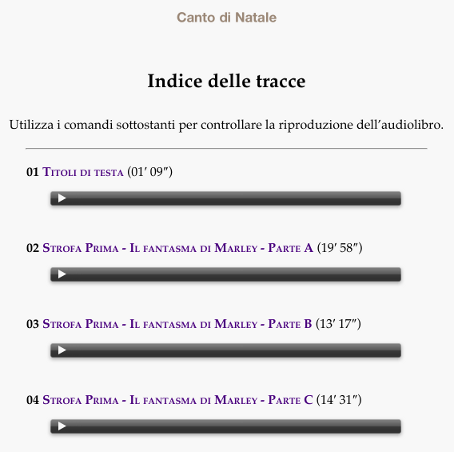 Canto di Natale
Indice delle tracce
Utilizza i comandi sottostanti per controllare la riproduzione dell’audiolibro.
01 Titoli di testa (01’ 09”)
02 Strofa Prima - Il fantasma di Marley - Parte A (19’ 58”)
03 Strofa Prima - Il fantasma di Marley - Parte B (13’ 17”)
04 Strofa Prima - Il fantasma di Marley - Parte C (14’ 31”)